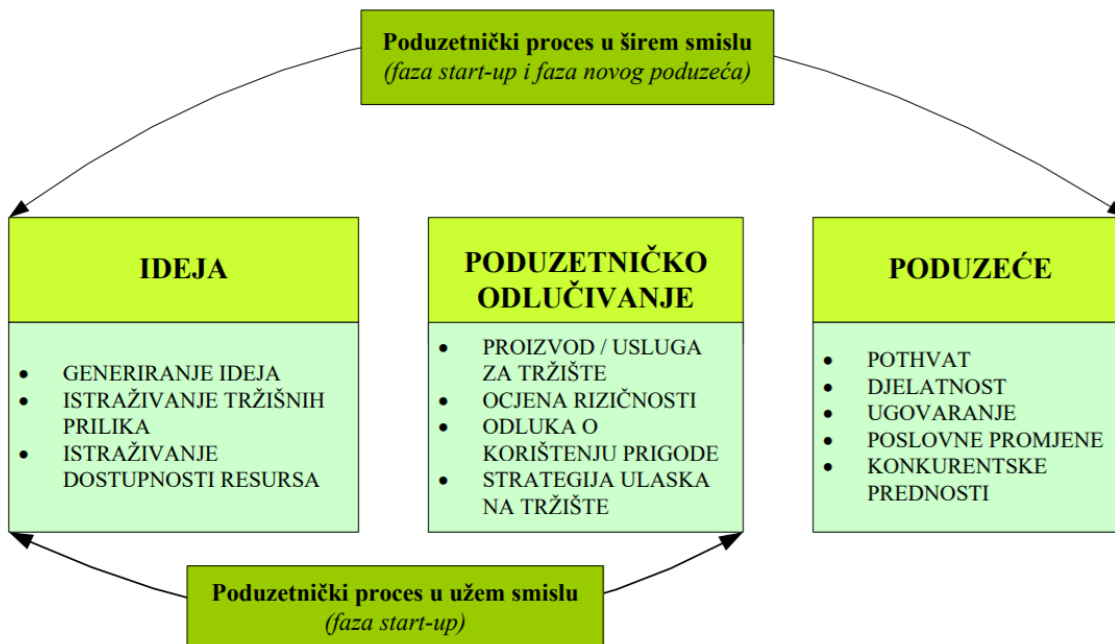 Poduzetnički proces u širem smislu
(faza start-up i faza novog poduzeća)
IDEJA
• GENERIRANJE IDEJA
• ISTRAŽIVANJE TRŽIŠNIH
PRILIKA
• ISTRAŽIVANJE
DOSTUPNOSTI RESURSA
PODUZETNIČKO
ODLUČIVANJE
• PROIZVOD / USLUGA
ZA TRŽIŠTE
• OCJENA RIZIČNOSTI
• ODLUKA O
KORIŠTENJU PRIGODE
• STRATEGIJA ULASKA
NA TRŽIŠTE
PODUZEĆE
• POTHVAT
• DJELATNOST
• UGOVARANJE
• POSLOVNE PROMJENE
• KONKURENTSKE
PREDNOSTI
Poduzetnički proces u užem smislu
(faza start-up)